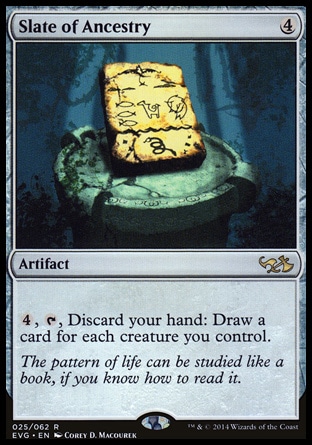 Slate of Ancestry 4
Artifact
4, T, Discard your hand: Draw a
card for each creature you control.
The pattern of life can be studied like a
book, if you know how to read it.
025/062 R
EVG • EN Corey D. Macourek
™ & © 2014 Wizards of the Coast